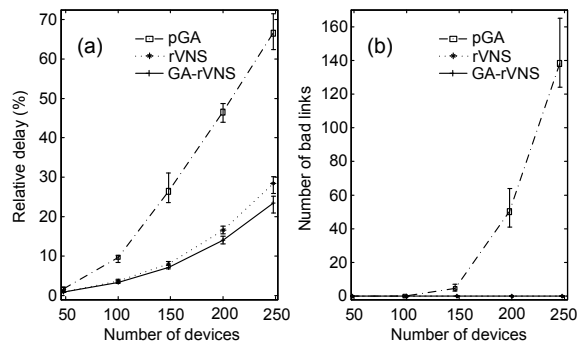 (a)
pGA
rVNS
GA-rVNS
Relative delay (%)
70
60
50
40
30
20
10
0
50 100 150 200 250
Number of devices
(b)
pGA
rVNS
GA-rVNS
Number of bad links
160
140
120
100
80
60
40
20
0
50 100 150 200 250
Number of devices